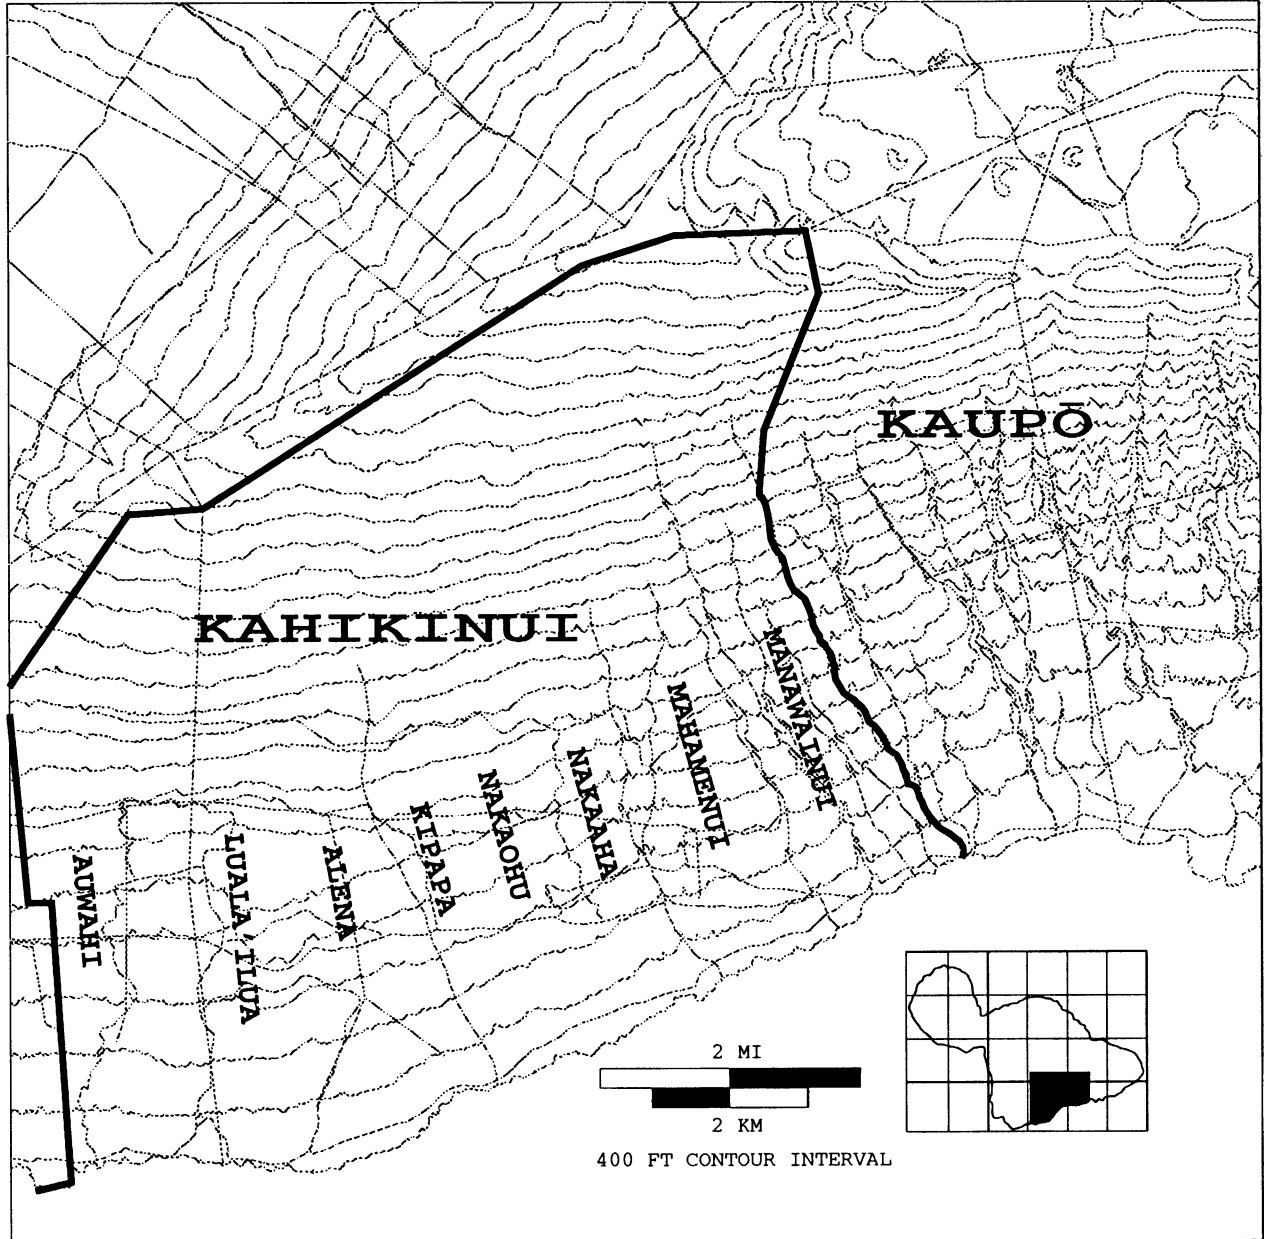 KAUPŌ
KAHIKINUI
AUWAHI
LUALA'ILUA
ALENA
KIPAPA
NAKAOHU
NAKAAHA
MAHAMENUI
MANAWAINUI
2 MI
2 KM
400 FT CONTOUR INTERVAL